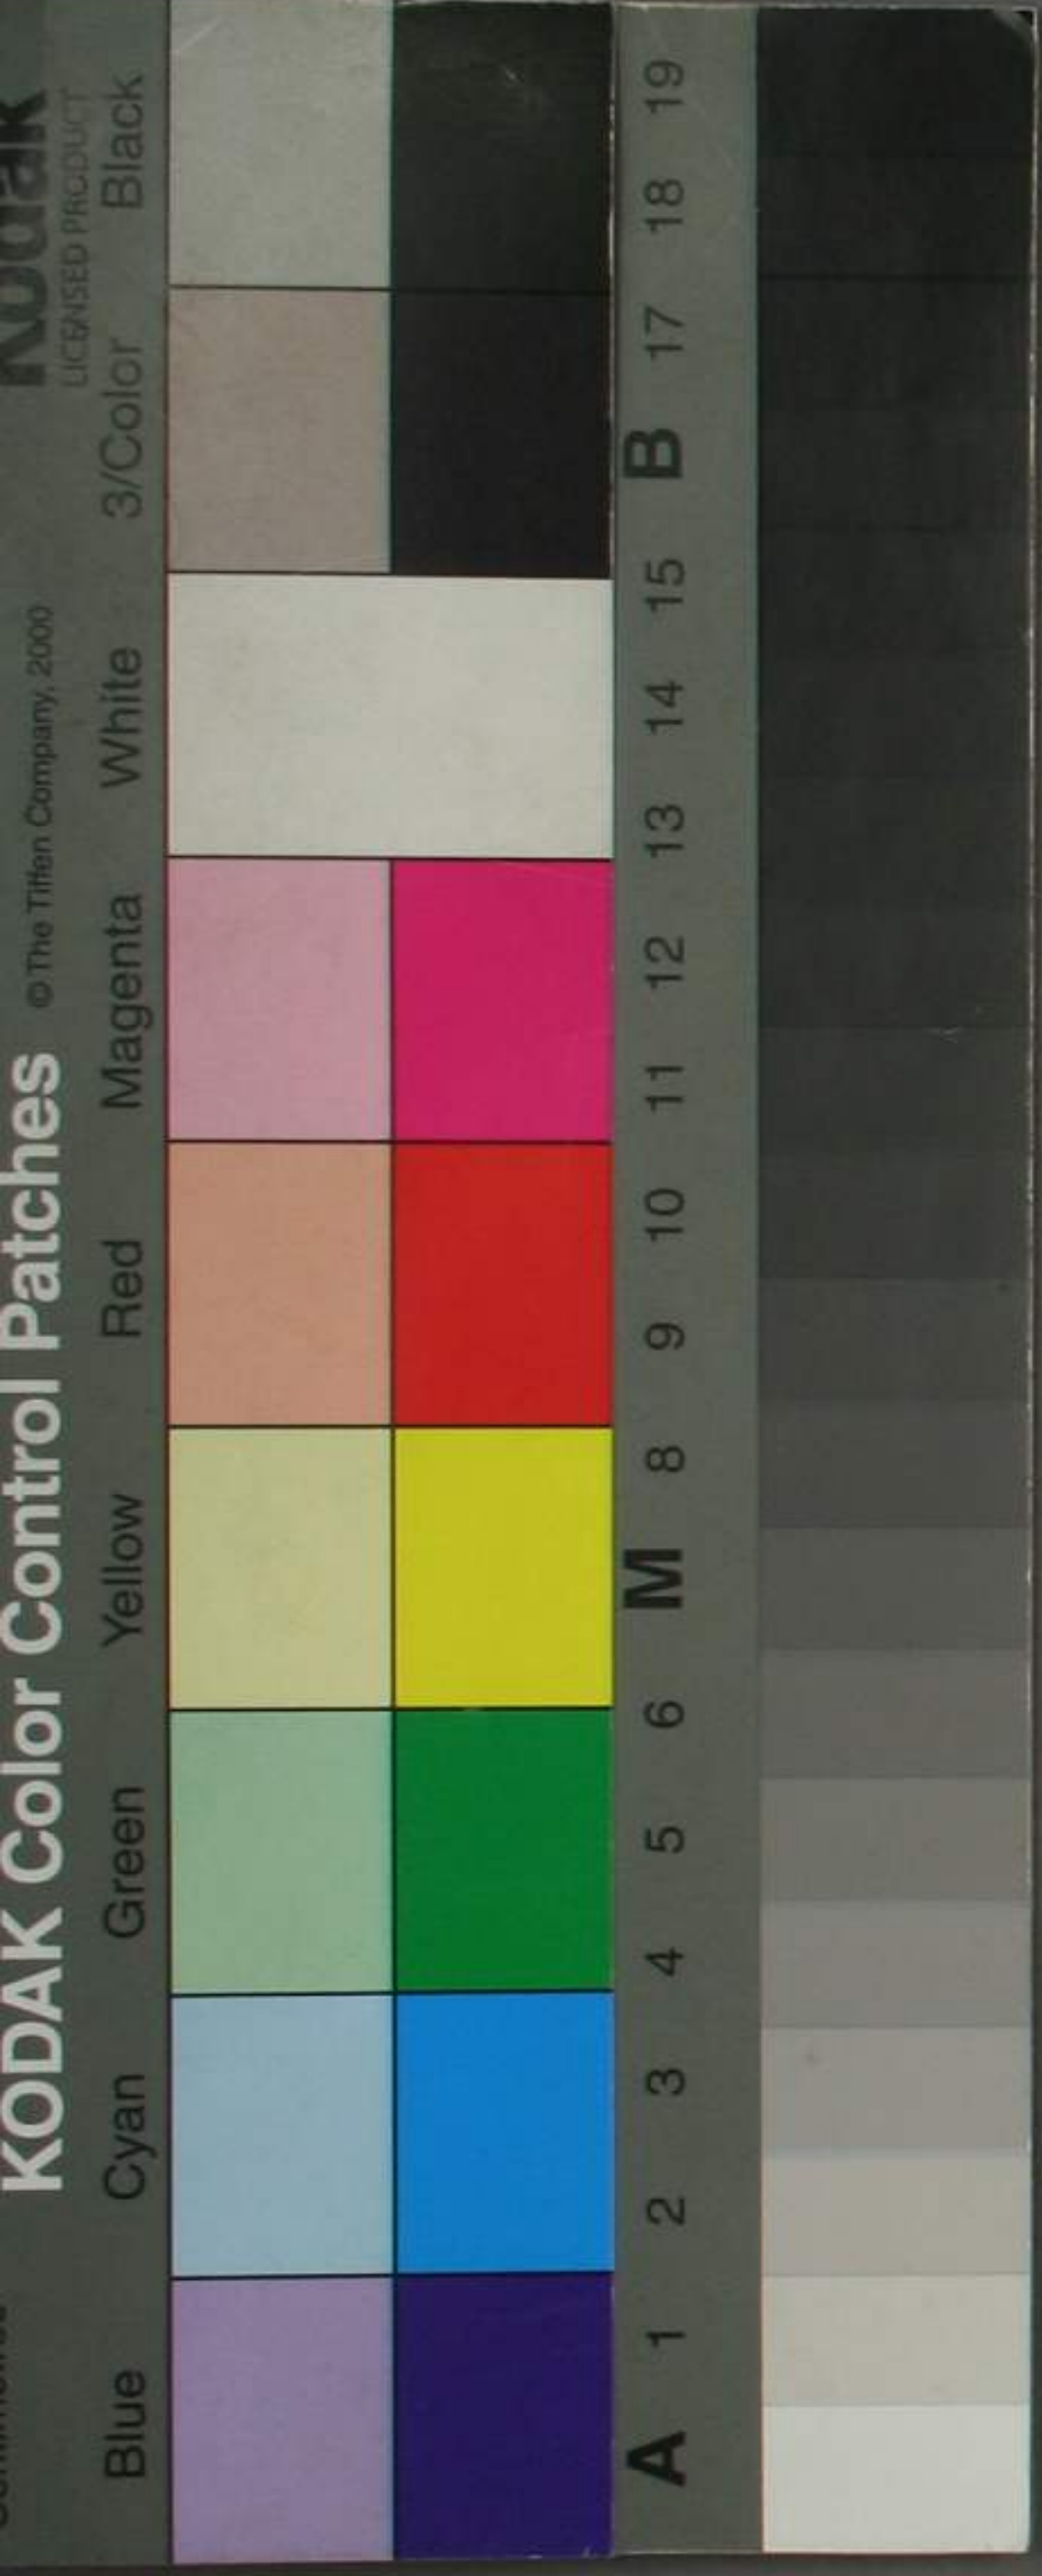 Kodak
LICENSED PRODUCT
KODAK Color Control Patches © The Tiffen Company, 2000
Blue Cyan Green Yellow Red Magenta White 3/Color Black
A 1 2 3 4 5 6 M 8 9 10 11 12 13 14 15 B 17 18 19